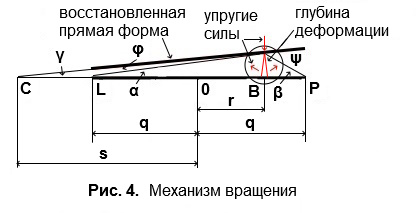 восстановленная
прямая форма
упругие
силы
глубина
деформации
γ φ ψ
C L α 0 B β P
r
q q
s
Рис. 4. Механизм вращения